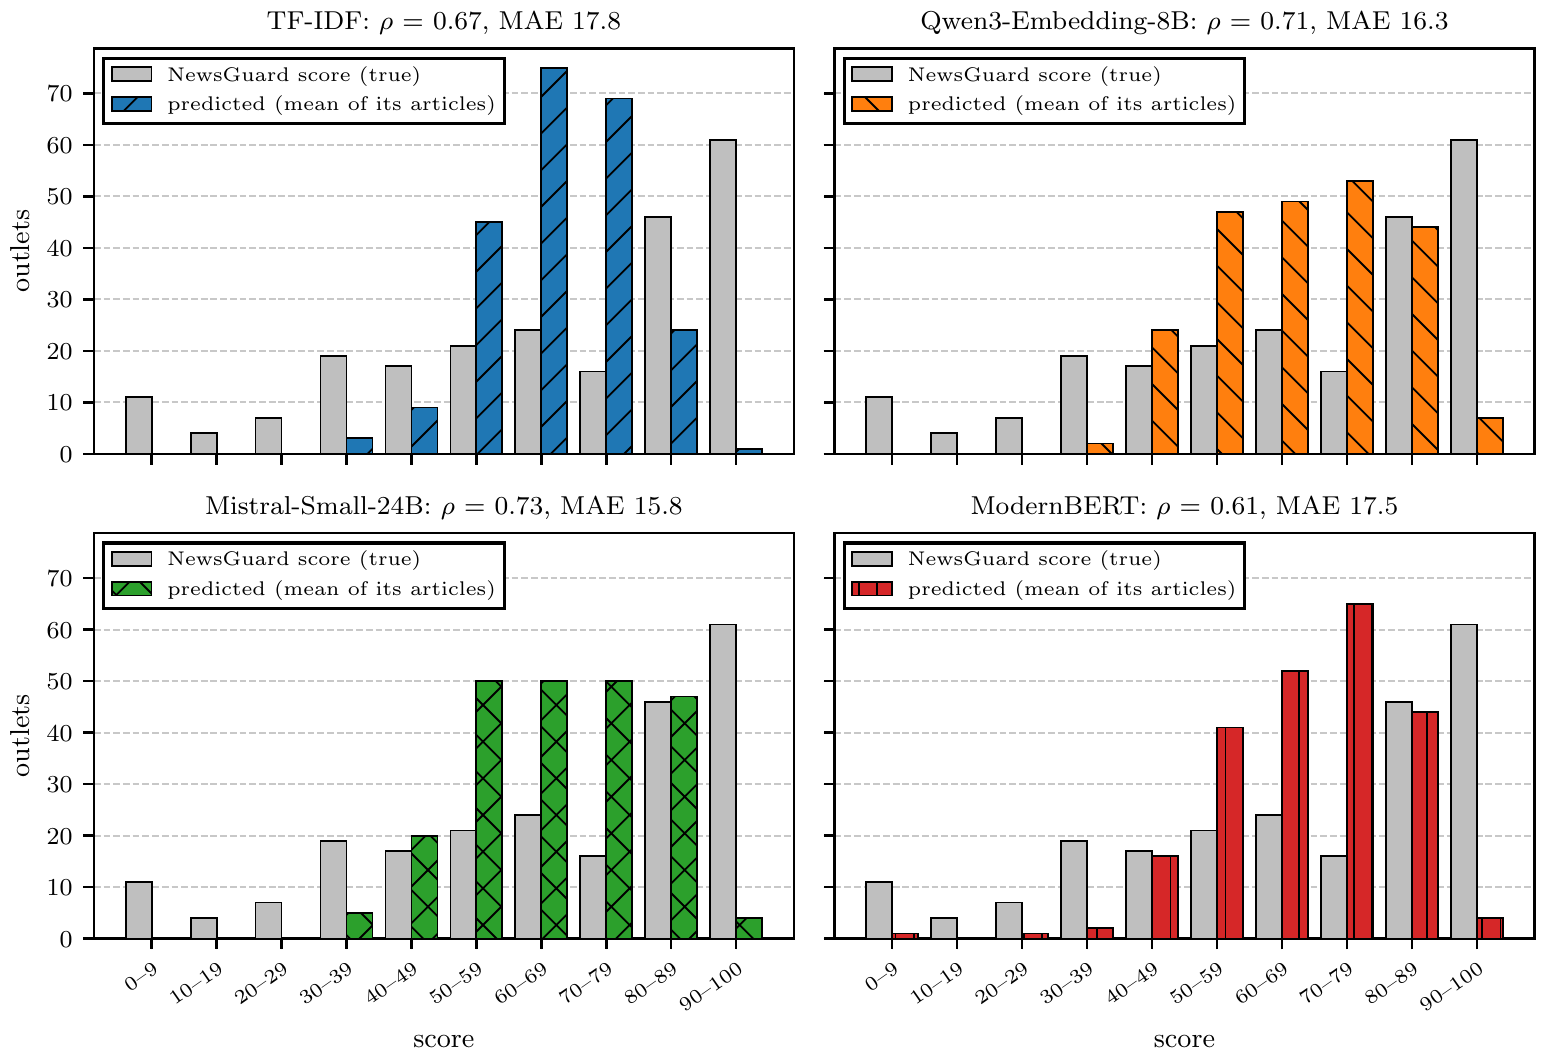 TF-IDF: ρ = 0.67, MAE 17.8
NewsGuard score (true)
predicted (mean of its articles)
70
60
50
40
30
20
10
0
outlets
Qwen3-Embedding-8B: ρ = 0.71, MAE 16.3
NewsGuard score (true)
predicted (mean of its articles)
Mistral-Small-24B: ρ = 0.73, MAE 15.8
NewsGuard score (true)
predicted (mean of its articles)
70
60
50
40
30
20
10
0
outlets
0–9
10–19
20–29
30–39
40–49
50–59
60–69
70–79
80–89
90–100
score
ModernBERT: ρ = 0.61, MAE 17.5
NewsGuard score (true)
predicted (mean of its articles)
0–9
10–19
20–29
30–39
40–49
50–59
60–69
70–79
80–89
90–100
score